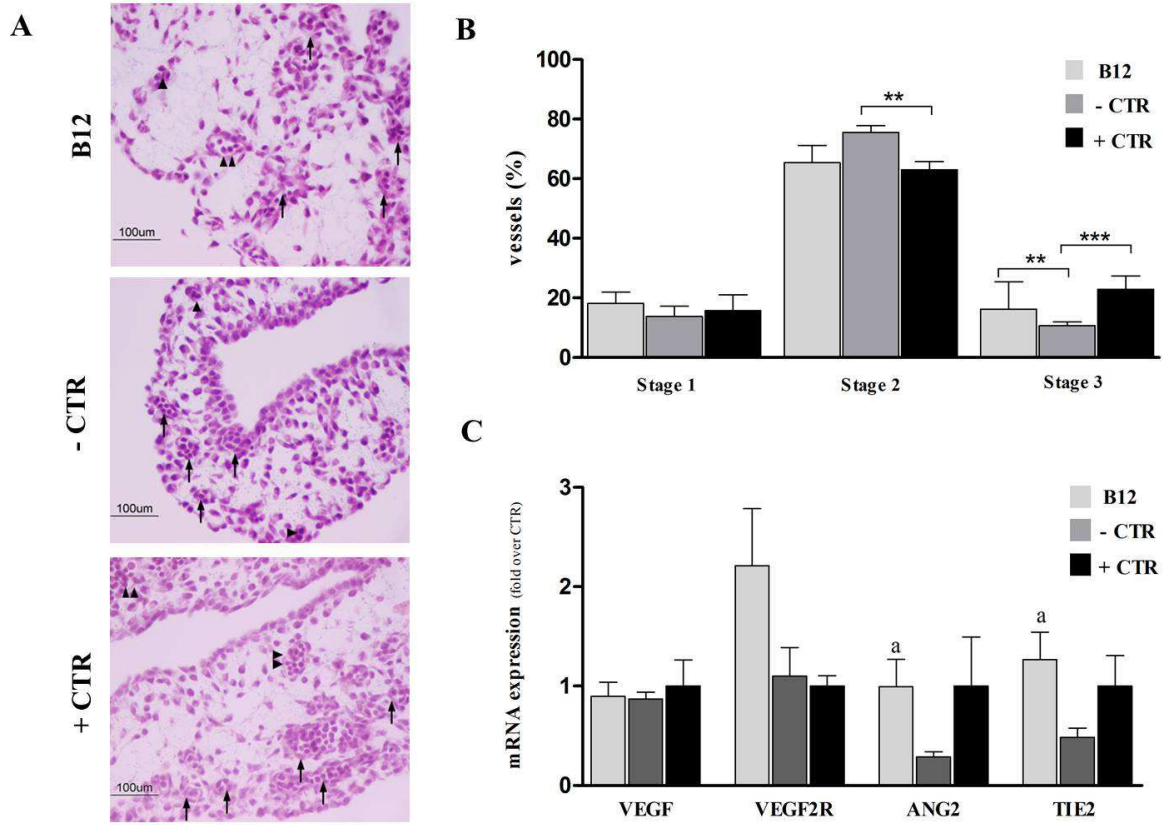 A
B12
100um
- CTR
100um
+ CTR
100um
B
100
80
60
40
20
0
vessels (%)
B12
- CTR
+ CTR
**
**
***
Stage 1
Stage 2
Stage 3
C
3
2
1
0
mRNA expression (fold over CTR)
B12
- CTR
+ CTR
a
a
VEGF
VEGF2R
ANG2
TIE2